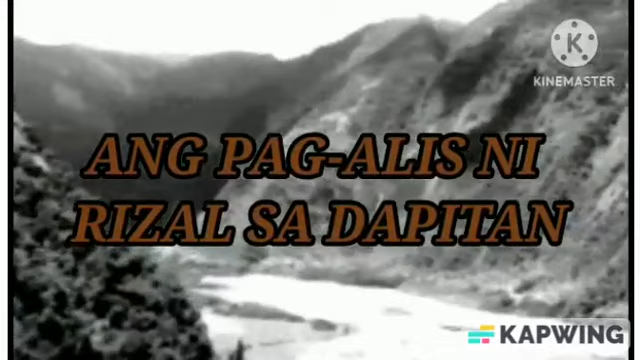 KINEMASTER
ANG PAG-ALIS NI
RIZAL SA DAPITAN
KAPWING